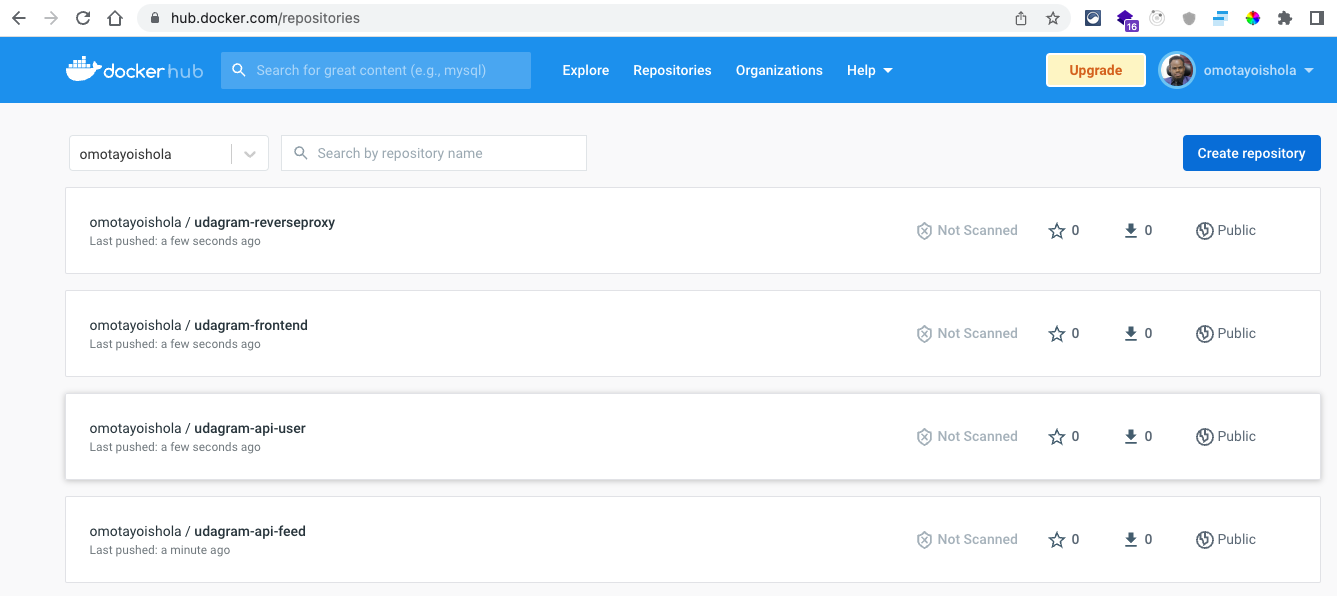 hub.docker.com/repositories
16
docker hub
Search for great content (e.g., mysql)
Explore
Repositories
Organizations
Help
Upgrade
omotayoishola
omotayoishola
Search by repository name
Create repository
omotayoishola / udagram-reverseproxy
Last pushed: a few seconds ago
Not Scanned
0
0
Public
omotayoishola / udagram-frontend
Last pushed: a few seconds ago
Not Scanned
0
0
Public
omotayoishola / udagram-api-user
Last pushed: a few seconds ago
Not Scanned
0
0
Public
omotayoishola / udagram-api-feed
Last pushed: a minute ago
Not Scanned
0
0
Public